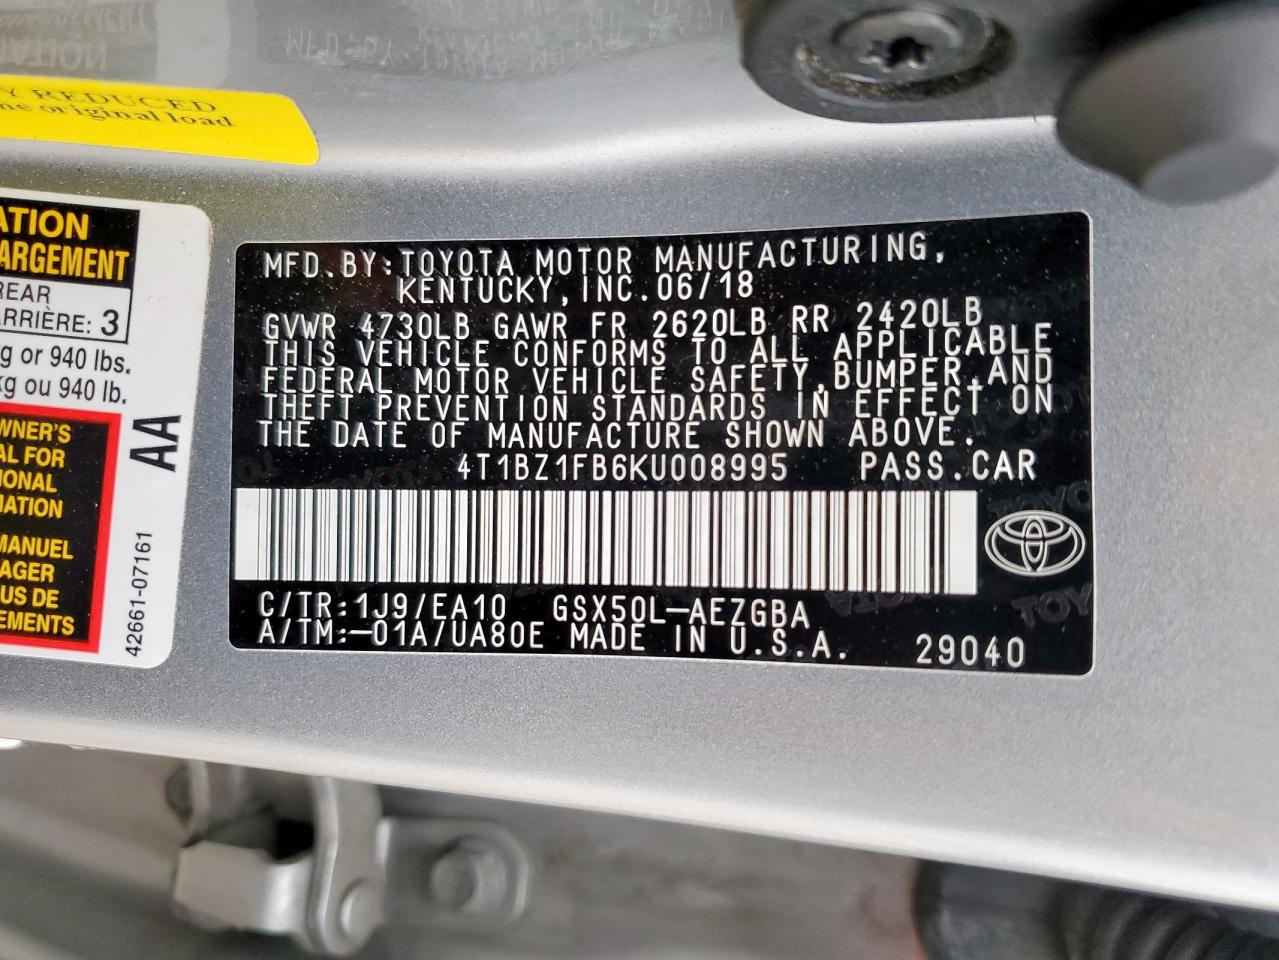 Y REDUCED
original load
ATION
ARGEMENT
REAR
ARRIÈRE: 3
g or 940 lbs.
kg ou 940 lb.
WNER'S
AL FOR
IONAL
MATION
MANUEL
AGER
US DE
EMENTS
AA
42661-07161
MFD.BY:TOYOTA MOTOR MANUFACTURING,
KENTUCKY,INC.06/18
GVWR 4730LB GAWR FR 2620LB RR 2420LB
THIS VEHICLE CONFORMS TO ALL APPLICABLE
FEDERAL MOTOR VEHICLE SAFETY,BUMPER,AND
THEFT PREVENTION STANDARDS IN EFFECT ON
THE DATE OF MANUFACTURE SHOWN ABOVE.
4T1BZ1FB6KU008995 PASS.CAR
C/TR:1J9/EA10 GSX50L-AEZGBA
A/TM:-01A/UA80E MADE IN U.S.A. 29040